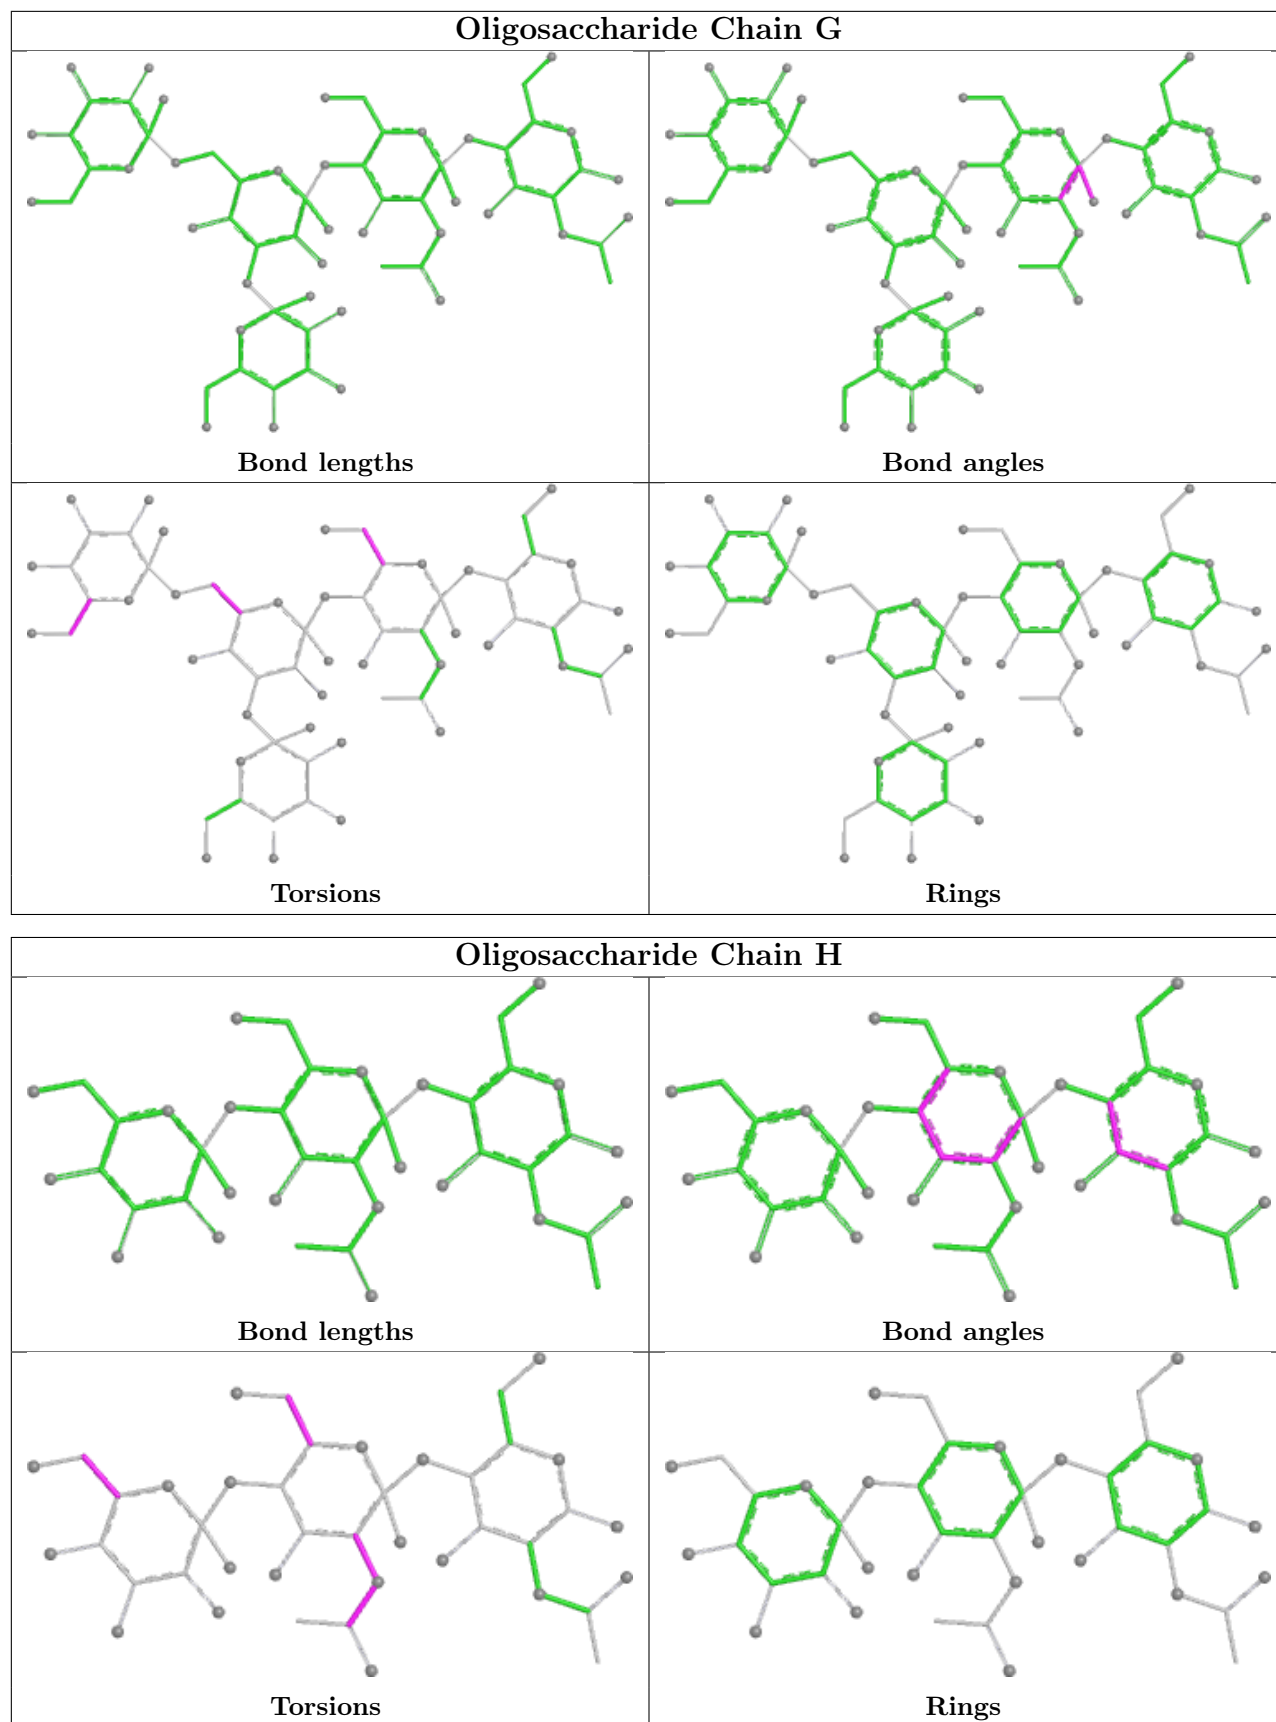 Oligosaccharide Chain G
Bond lengths
Bond angles
Torsions
Rings
Oligosaccharide Chain H
Bond lengths
Bond angles
Torsions
Rings